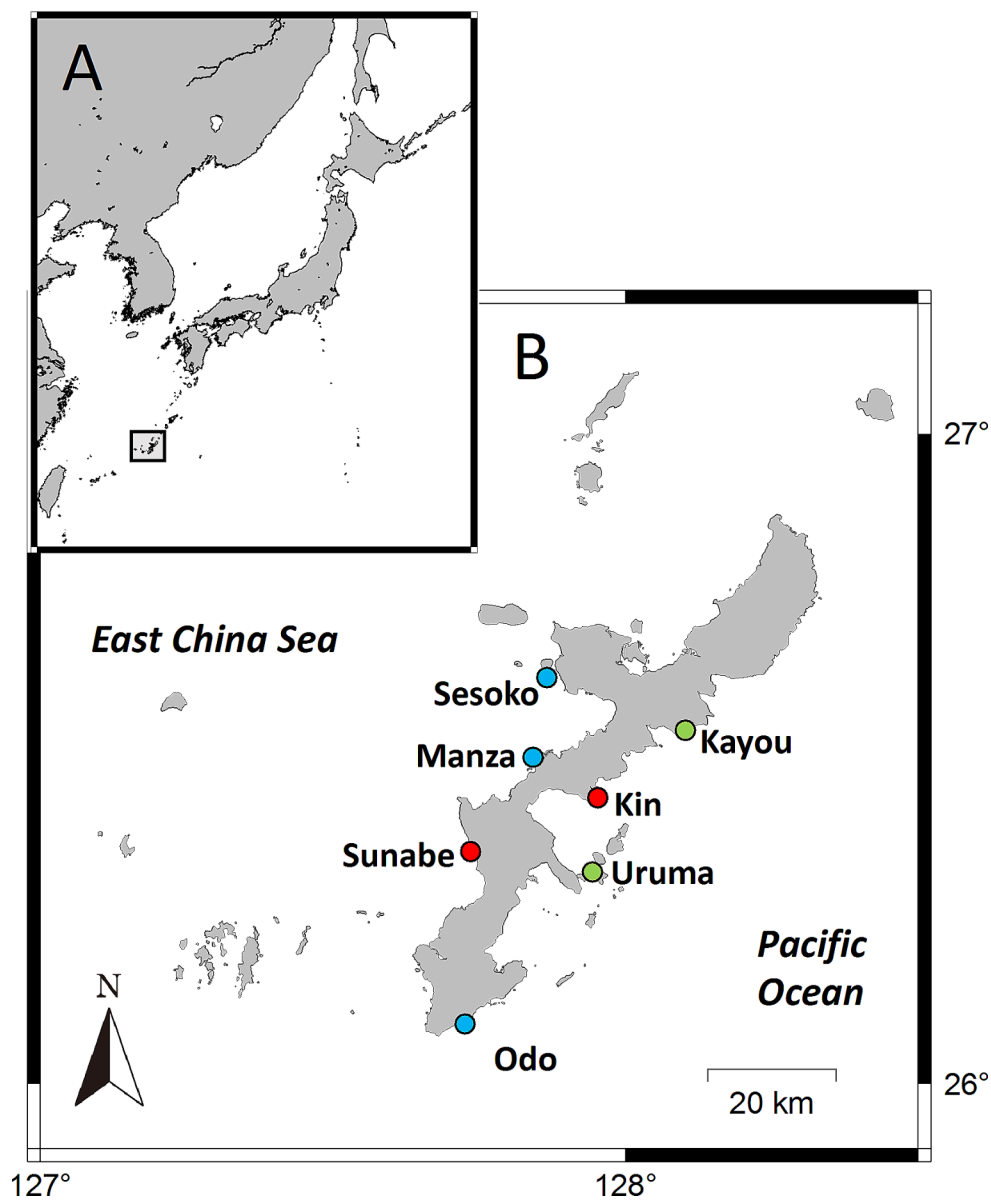 A
B
27°
East China Sea
Sesoko
Kayou
Manza
Kin
Sunabe
Uruma
Pacific
Ocean
N
Odo
20 km
26°
127°
128°